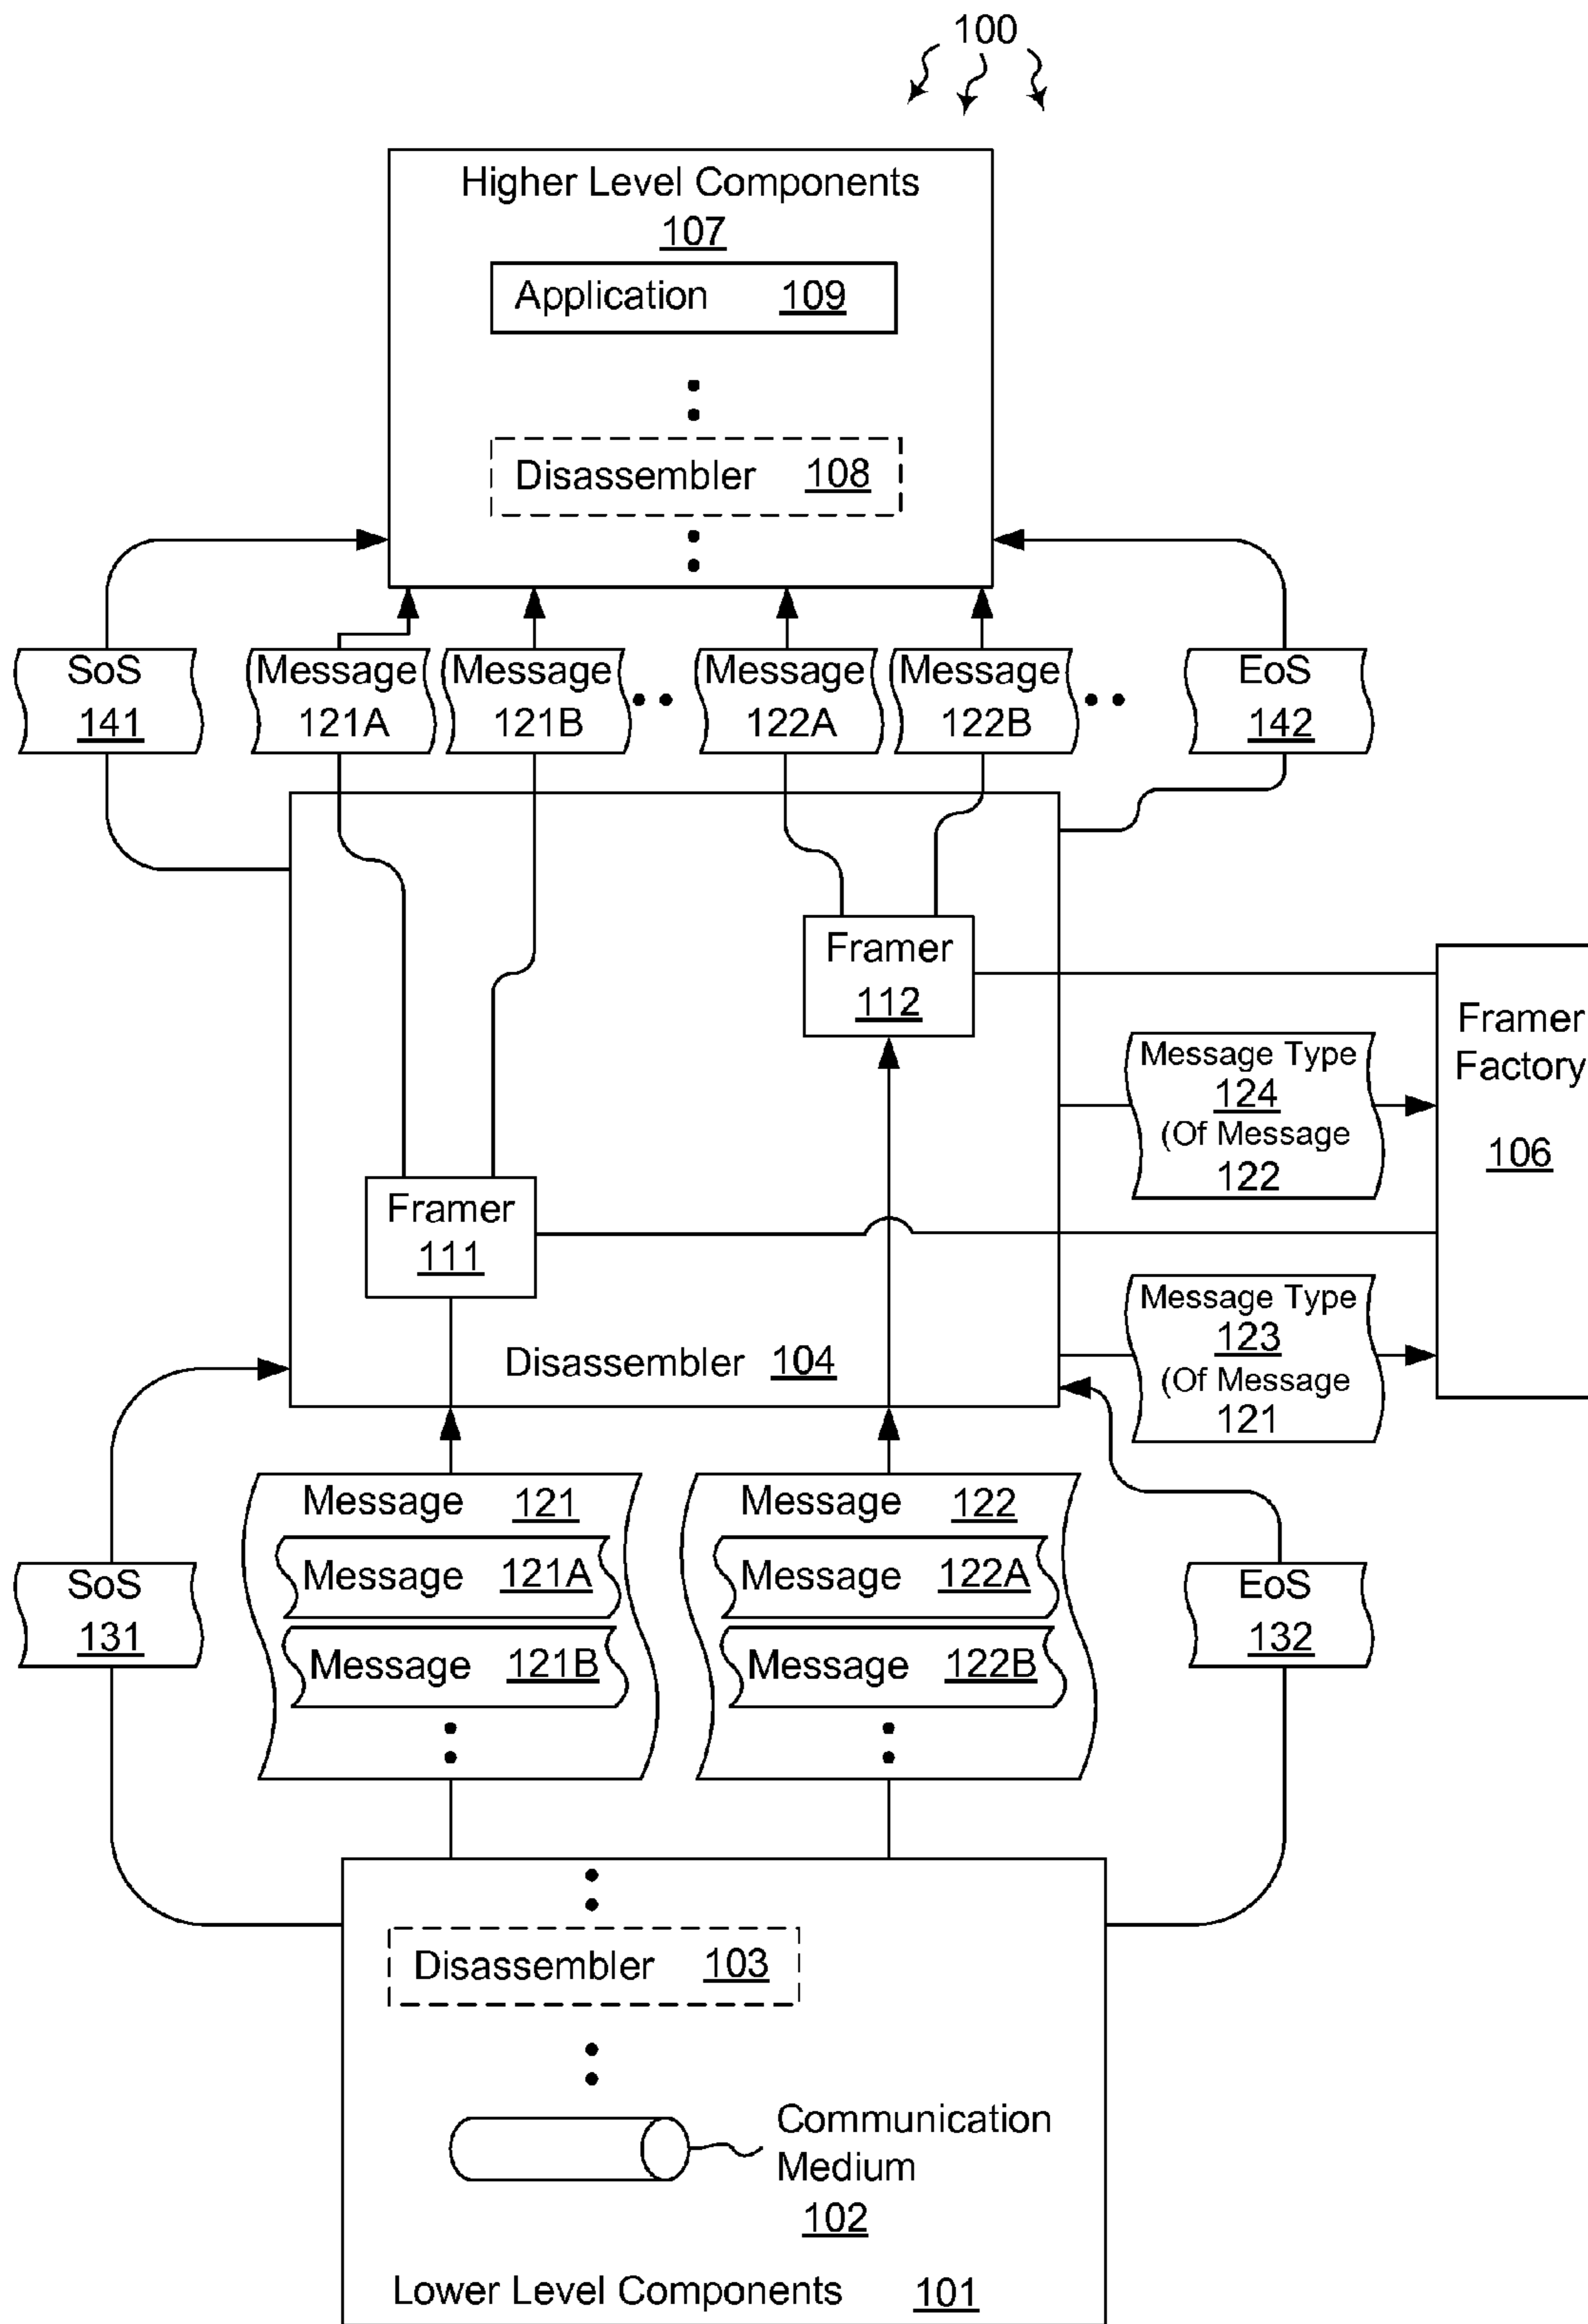 100
Higher Level Components
107
Application 109
Disassembler 108
SoS
141
Message
121A
Message
121B
Message
122A
Message
122B
EoS
142
Framer
112
Framer
Factory
106
Message Type
124
(Of Message
122
Framer
111
Message Type
123
(Of Message
121
Disassembler 104
Message 121
Message 121A
Message 121B
Message 122
Message 122A
Message 122B
SoS
131
EoS
132
Disassembler 103
Communication
Medium
102
Lower Level Components 101